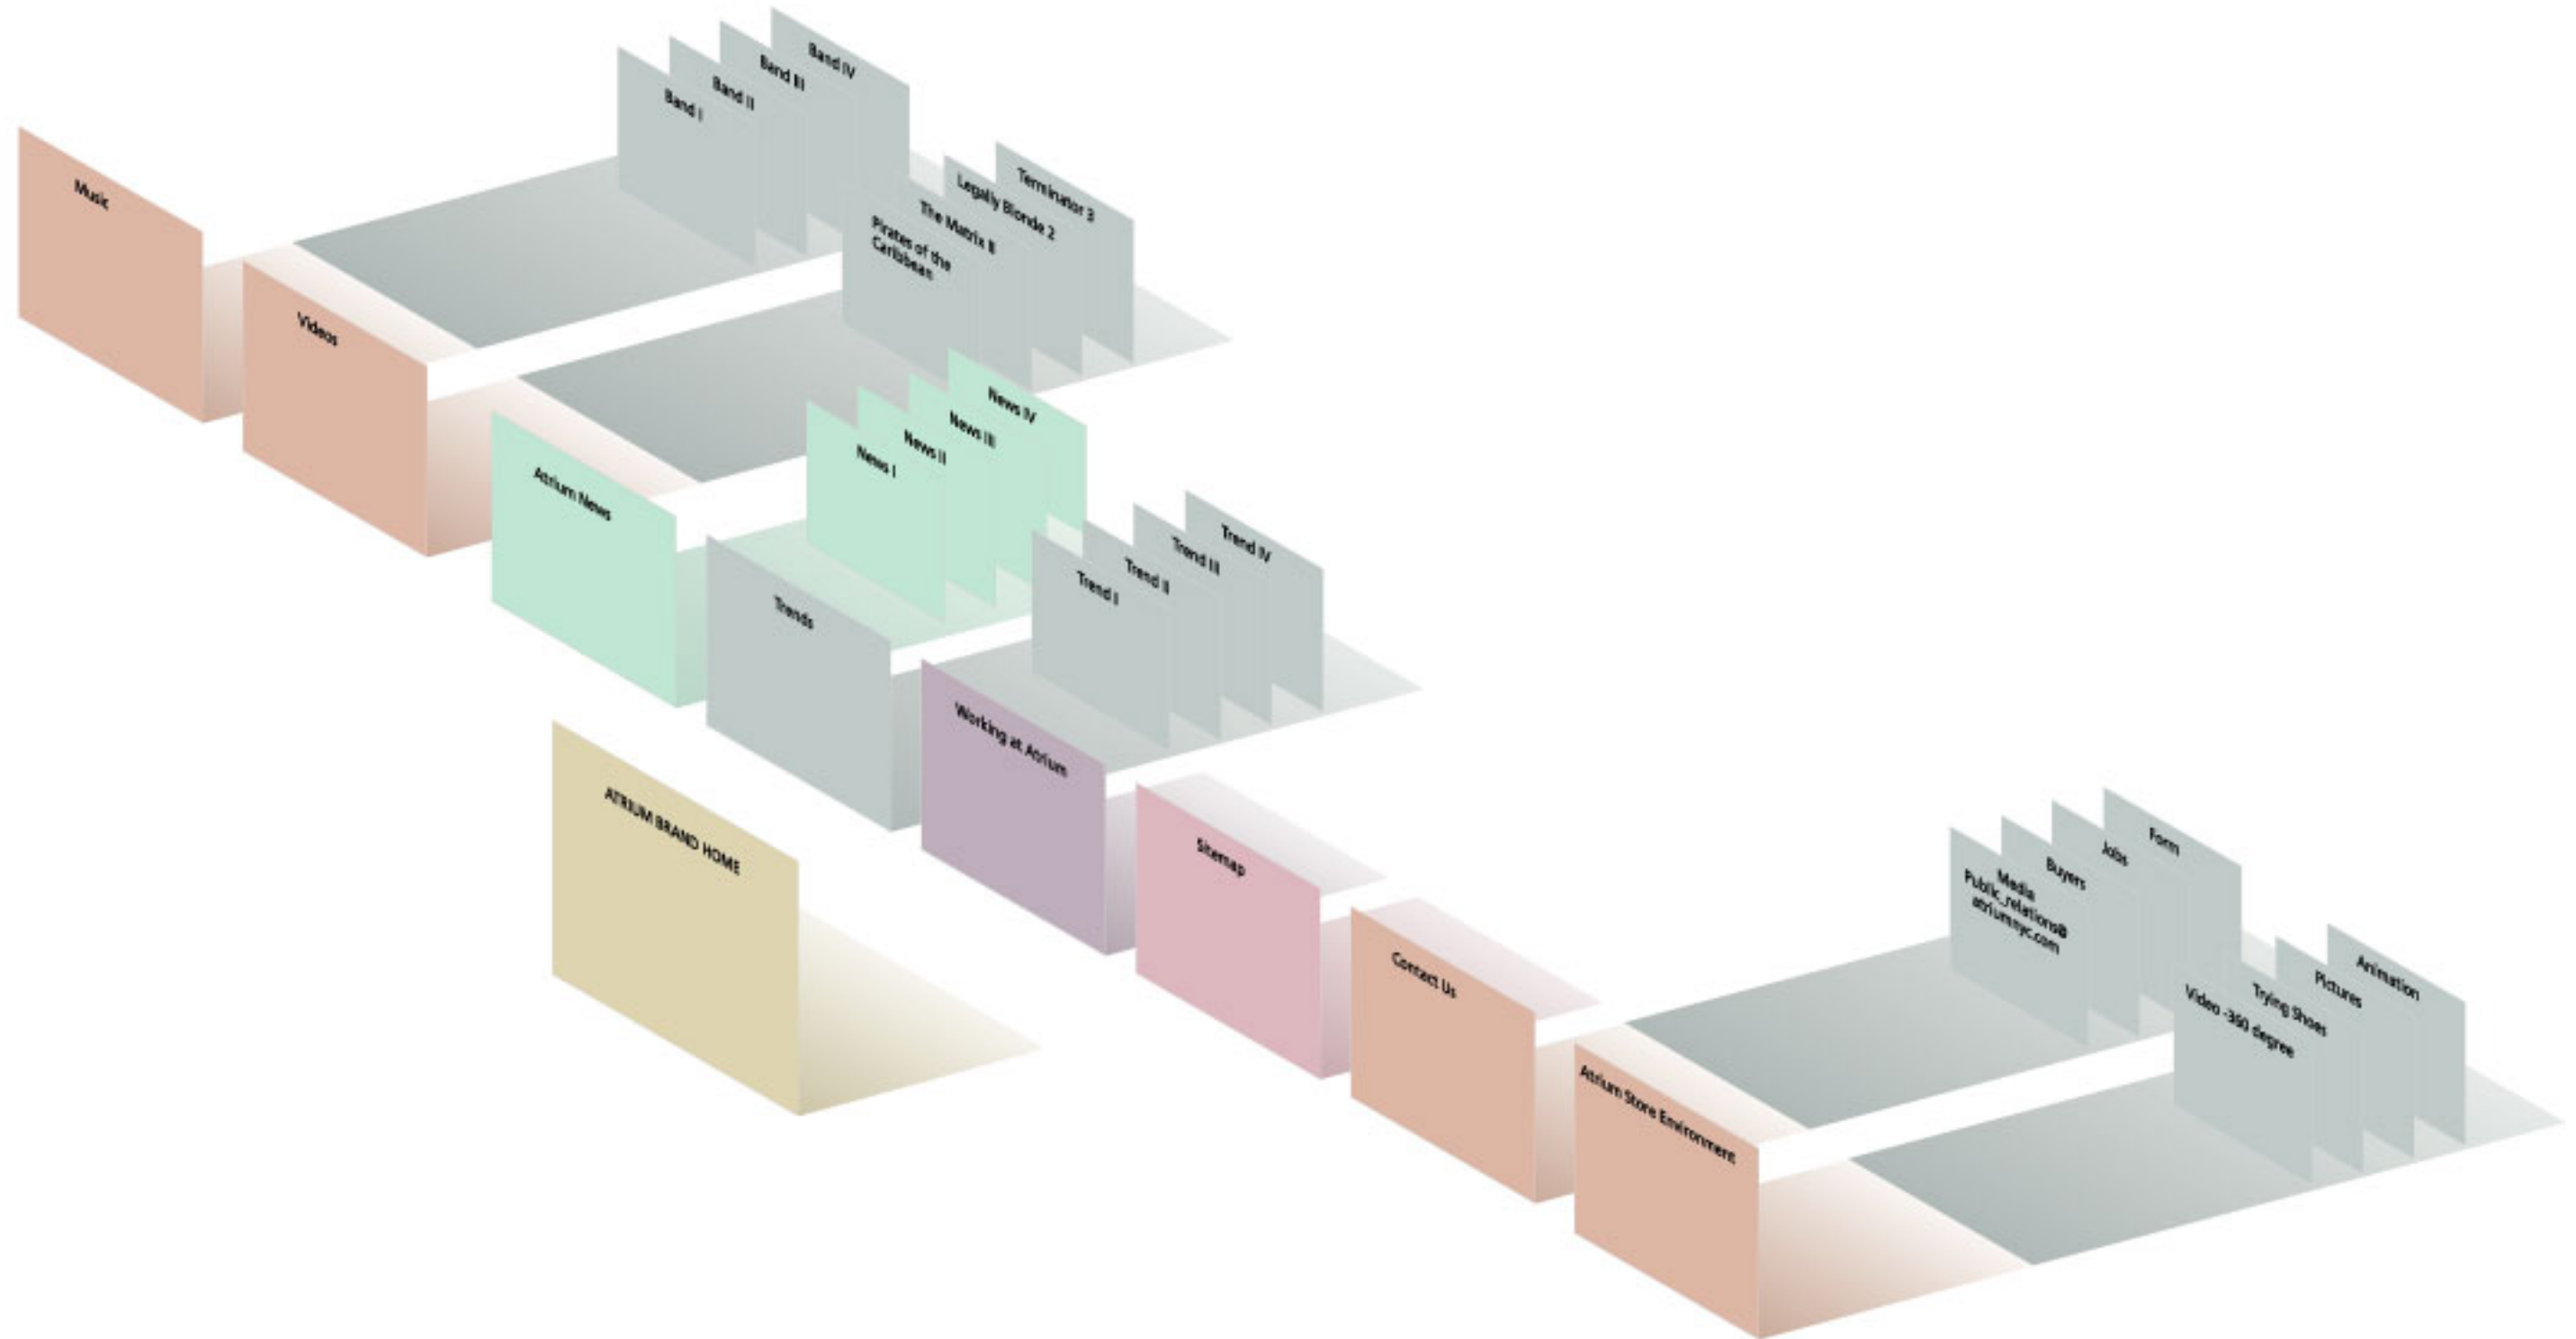 Music
Band I
Band II
Band III
Band IV
Videos
Pirates of the
Caribbean
The Matrix II
Legally Blonde 2
Terminator 3
Atrium News
News I
News II
News III
News IV
Trends
Trend I
Trend II
Trend III
Trend IV
ATRIUM BRAND HOME
Working at Atrium
Sitemap
Contact Us
Media
Public_relations@
atriumnyc.com
Buyers
Jobs
Form
Atrium Store Environment
Video -360 degree
Trying Shoes
Pictures
Animation